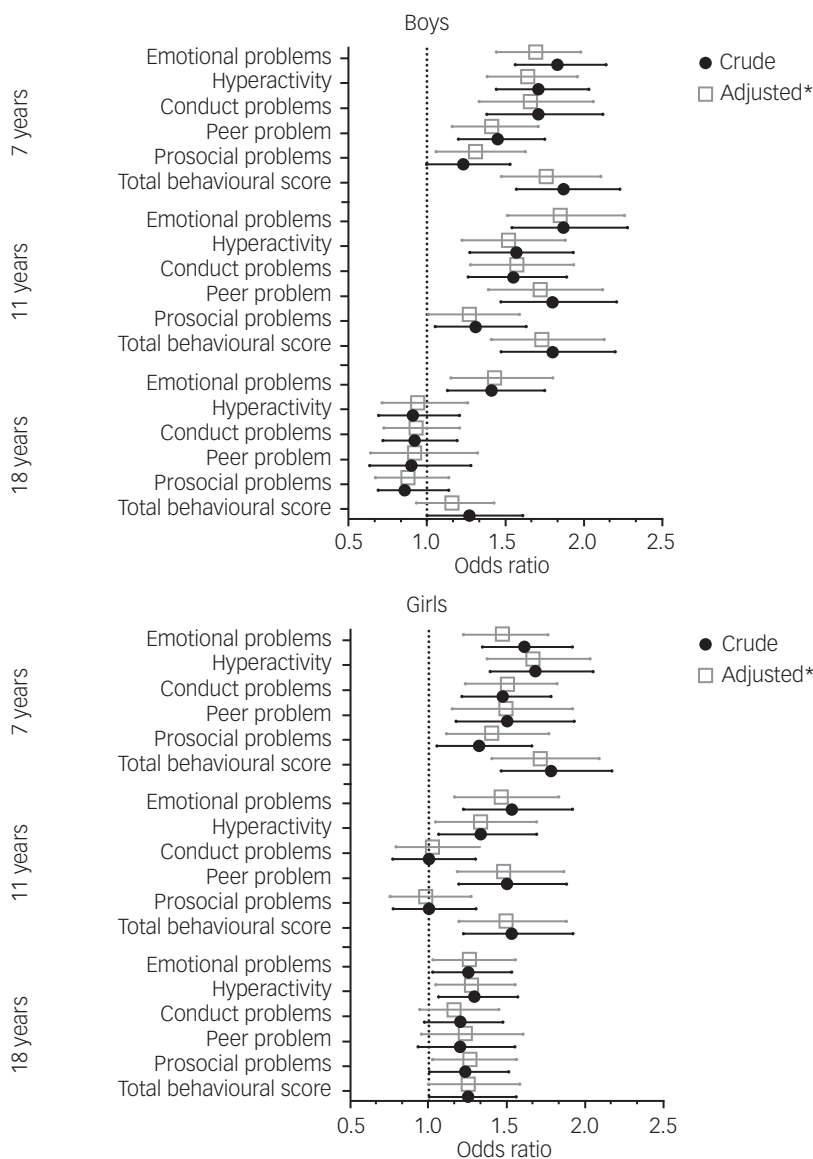 Boys
Crude
Adjusted*
7 years
Emotional problems
Hyperactivity
Conduct problems
Peer problem
Prosocial problems
Total behavioural score
11 years
Emotional problems
Hyperactivity
Conduct problems
Peer problem
Prosocial problems
Total behavioural score
18 years
Emotional problems
Hyperactivity
Conduct problems
Peer problem
Prosocial problems
Total behavioural score
0.5 1.0 1.5 2.0 2.5
Odds ratio
Girls
Crude
Adjusted*
7 years
Emotional problems
Hyperactivity
Conduct problems
Peer problem
Prosocial problems
Total behavioural score
11 years
Emotional problems
Hyperactivity
Conduct problems
Peer problem
Prosocial problems
Total behavioural score
18 years
Emotional problems
Hyperactivity
Conduct problems
Peer problem
Prosocial problems
Total behavioural score
0.5 1.0 1.5 2.0 2.5
Odds ratio